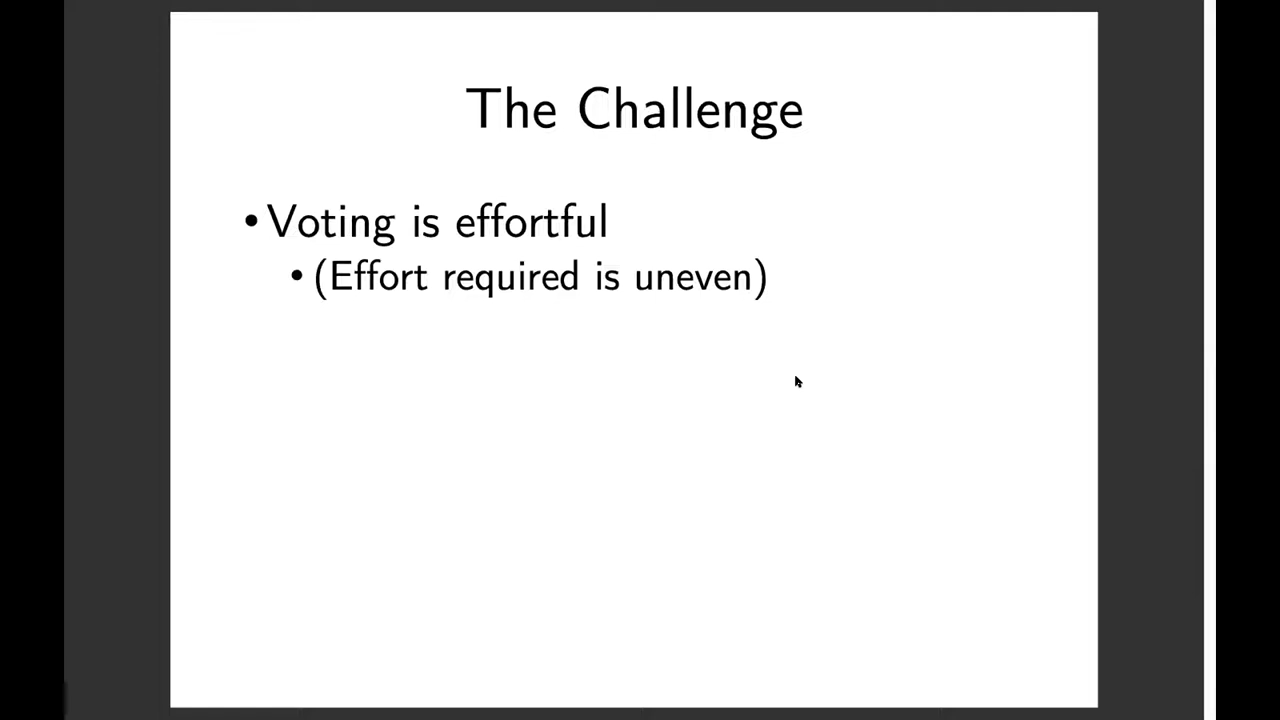 The Challenge
• Voting is effortful
• (Effort required is uneven)